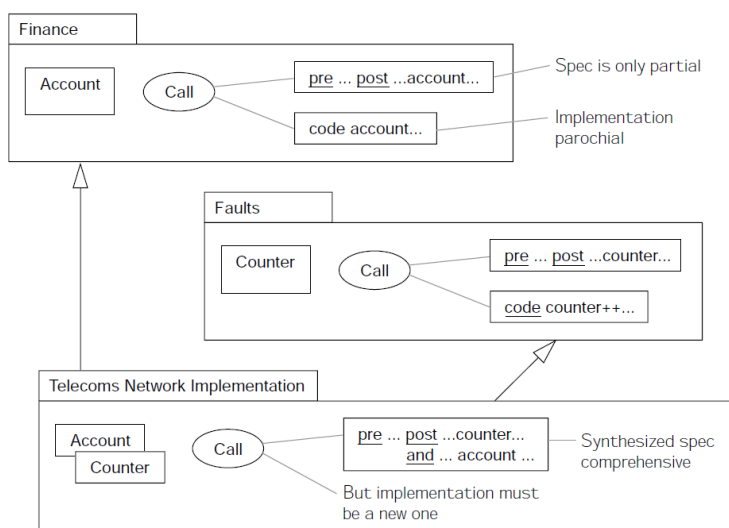 Finance
Account
Call
pre ... post ...account...
Spec is only partial
code account...
Implementation
parochial
Faults
Counter
Call
pre ... post ...counter...
code counter++...
Telecoms Network Implementation
Account
Counter
Call
pre ... post ...counter...
and ... account ...
Synthesized spec
comprehensive
But implementation must
be a new one